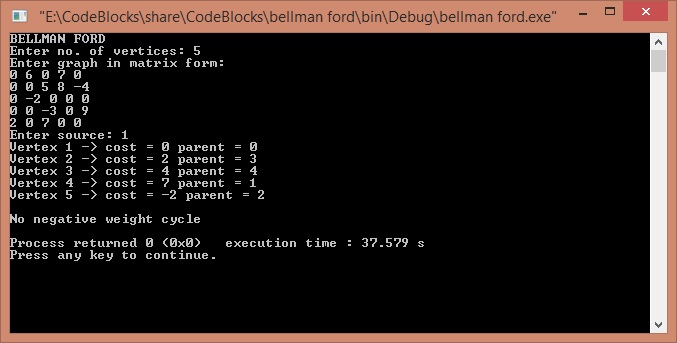 "E:\CodeBlocks\share\CodeBlocks\bellman ford\bin\Debug\bellman ford.exe"
BELLMAN FORD
Enter no. of vertices: 5
Enter graph in matrix form:
0 6 0 7 0
0 0 5 8 -4
0 -2 0 0 0
0 0 -3 0 9
2 0 7 0 0
Enter source: 1
Vertex 1 -> cost = 0 parent = 0
Vertex 2 -> cost = 2 parent = 3
Vertex 3 -> cost = 4 parent = 4
Vertex 4 -> cost = 7 parent = 1
Vertex 5 -> cost = -2 parent = 2
No negative weight cycle
Process returned 0 (0x0)   execution time : 37.579 s
Press any key to continue.